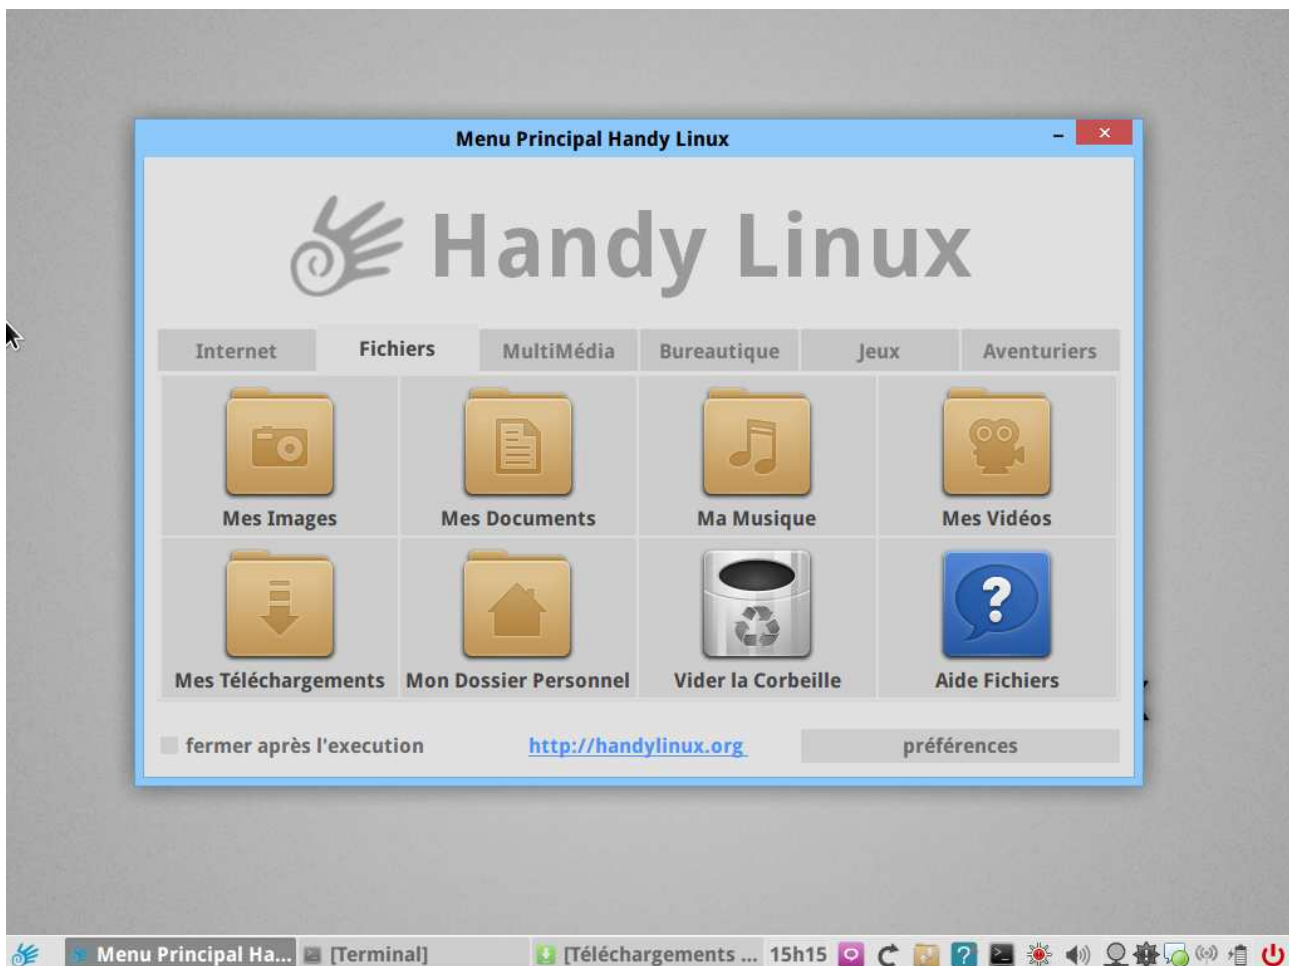 Menu Principal Handy Linux
Handy Linux
Internet Fichiers MultiMédia Bureautique Jeux Aventuriers
Mes Images Mes Documents Ma Musique Mes Vidéos
Mes Téléchargements Mon Dossier Personnel Vider la Corbeille Aide Fichiers
fermer après l'execution http://handylinux.org préférences
Menu Principal Ha... [Terminal] [Téléchargements ... 15h15